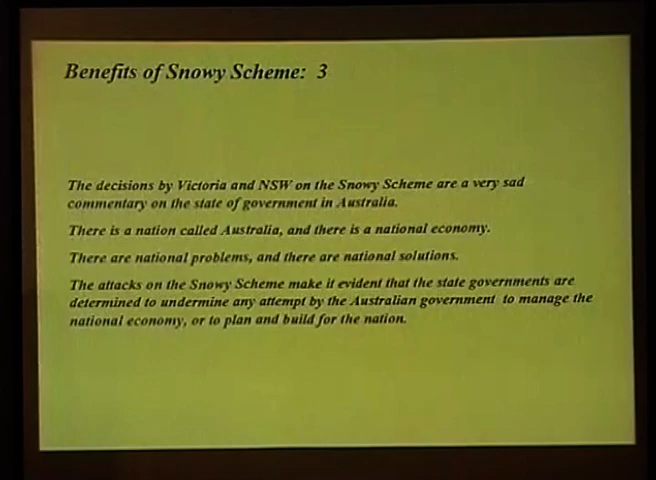 Benefits of Snowy Scheme: 3
The decisions by Victoria and NSW on the Snowy Scheme are a very sad
commentary on the state of government in Australia.
There is a nation called Australia, and there is a national economy.
There are national problems, and there are national solutions.
The attacks on the Snowy Scheme make it evident that the state governments are
determined to undermine any attempt by the Australian government to manage the
national economy, or to plan and build for the nation.